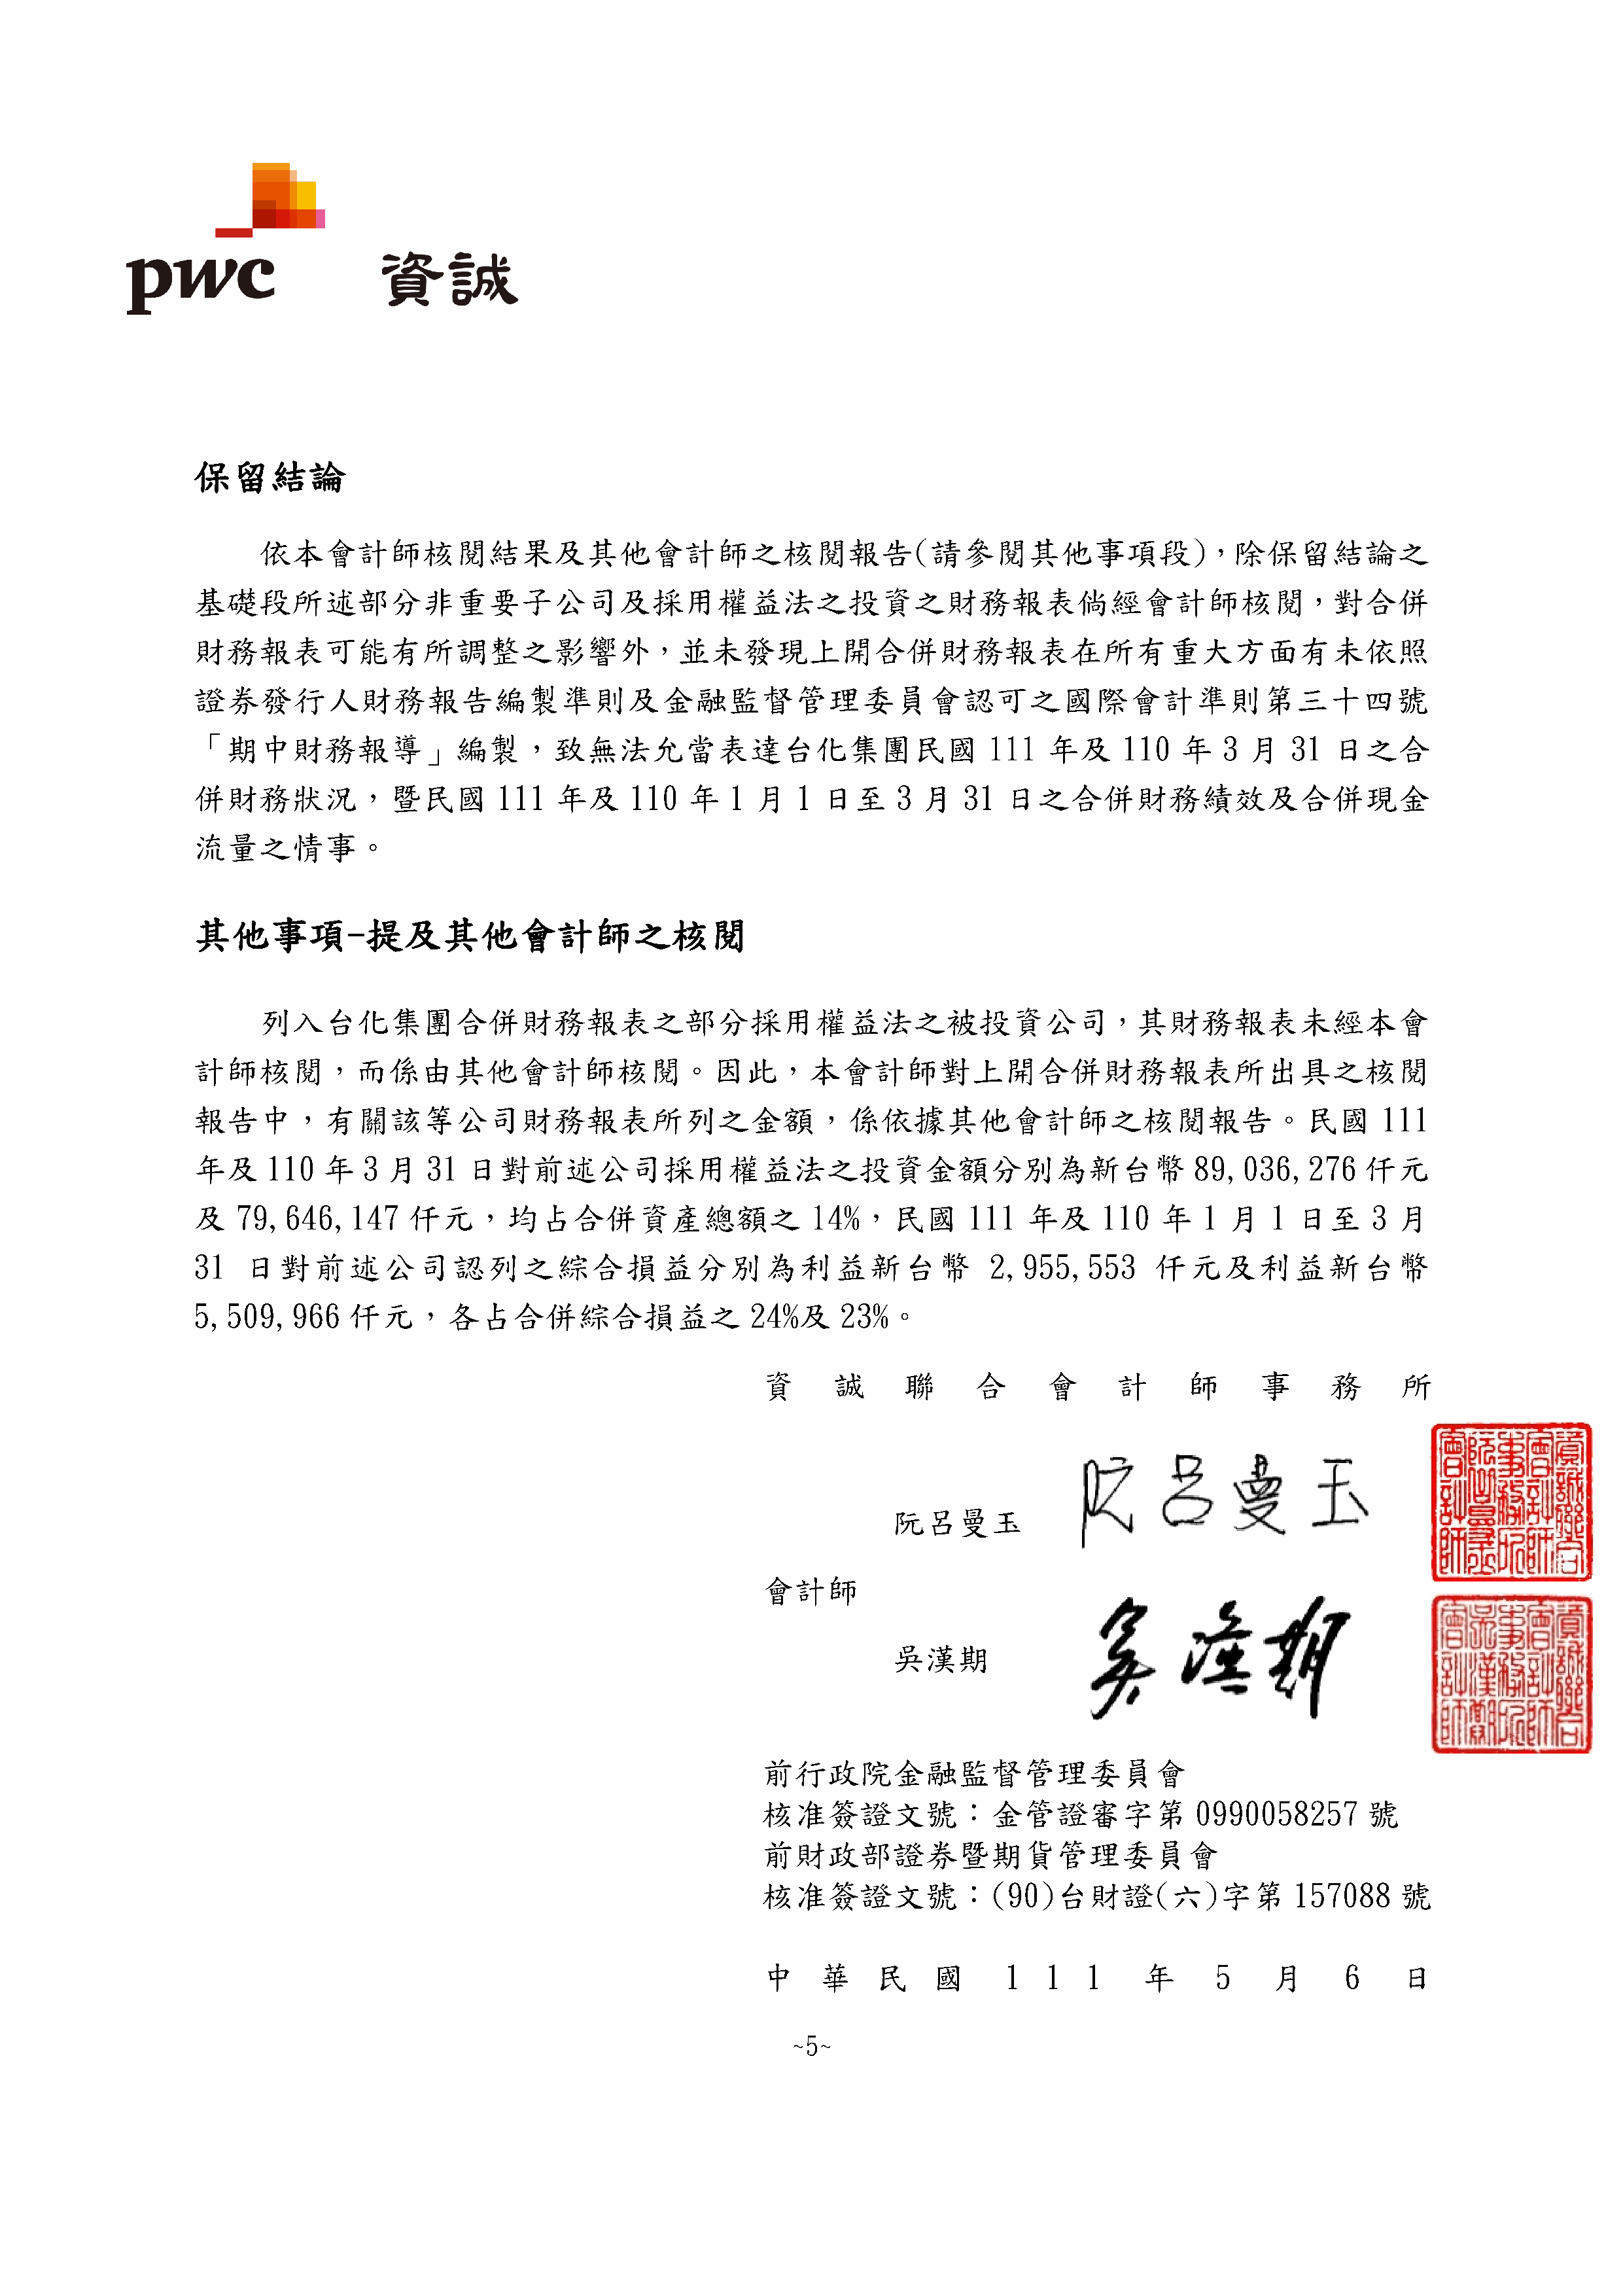 pwc 資誠
保留結論
依本會計師核閱結果及其他會計師之核閱報告(請參閱其他事項段)，除保留結論之
基礎段所述部分非重要子公司及採用權益法之投資之財務報表倘經會計師核閱，對合併
財務報表可能有所調整之影響外，並未發現上開合併財務報表在所有重大方面有未依照
證券發行人財務報告編製準則及金融監督管理委員會認可之國際會計準則第三十四號
「期中財務報導」編製，致無法允當表達台化集團民國 111 年及 110 年 3 月 31 日之合
併財務狀況，暨民國 111 年及 110 年 1 月 1 日至 3 月 31 日之合併財務績效及合併現金
流量之情事。
其他事項-提及其他會計師之核閱
列入台化集團合併財務報表之部分採用權益法之被投資公司，其財務報表未經本會
計師核閱，而係由其他會計師核閱。因此，本會計師對上開合併財務報表所出具之核閱
報告中，有關該等公司財務報表所列之金額，係依據其他會計師之核閱報告。民國 111
年及 110 年 3 月 31 日對前述公司採用權益法之投資金額分別為新台幣 89,036,276 仟元
及 79,646,147 仟元，均占合併資產總額之 14%，民國 111 年及 110 年 1 月 1 日至 3 月
31 日對前述公司認列之綜合損益分別為利益新台幣 2,955,553 仟元及利益新台幣
5,509,966 仟元，各占合併綜合損益之 24%及 23%。
資 誠 聯 合 會 計 師 事 務 所
阮呂曼玉 阮呂曼玉
會計師
吳漢期 吳漢期
資誠聯合會計師事務所阮呂曼玉會計師
資誠聯合會計師事務所吳漢期會計師
前行政院金融監督管理委員會
核准簽證文號：金管證審字第 0990058257 號
前財政部證券暨期貨管理委員會
核准簽證文號：(90)台財證(六)字第 157088 號
中 華 民 國 1 1 1 年 5 月 6 日
~5~